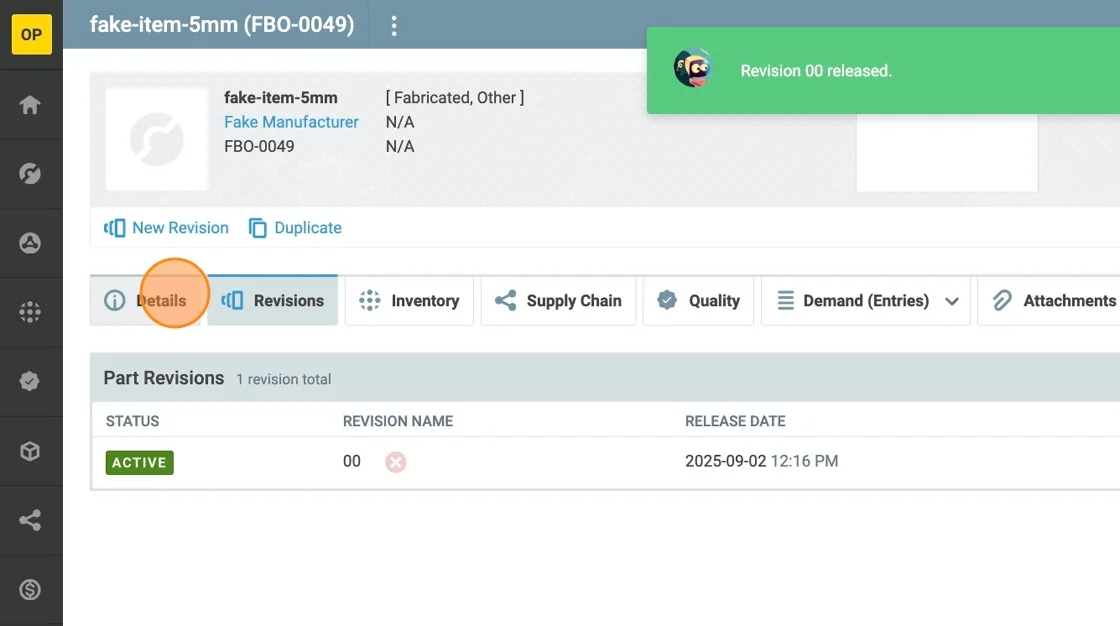 OP
fake-item-5mm (FBO-0049)
Revision 00 released.
fake-item-5mm [ Fabricated, Other ]
Fake Manufacturer N/A
FBO-0049 N/A
New Revision Duplicate
Details Revisions Inventory Supply Chain Quality Demand (Entries) Attachments
Part Revisions 1 revision total
STATUS REVISION NAME RELEASE DATE
ACTIVE 00 2025-09-02 12:16 PM